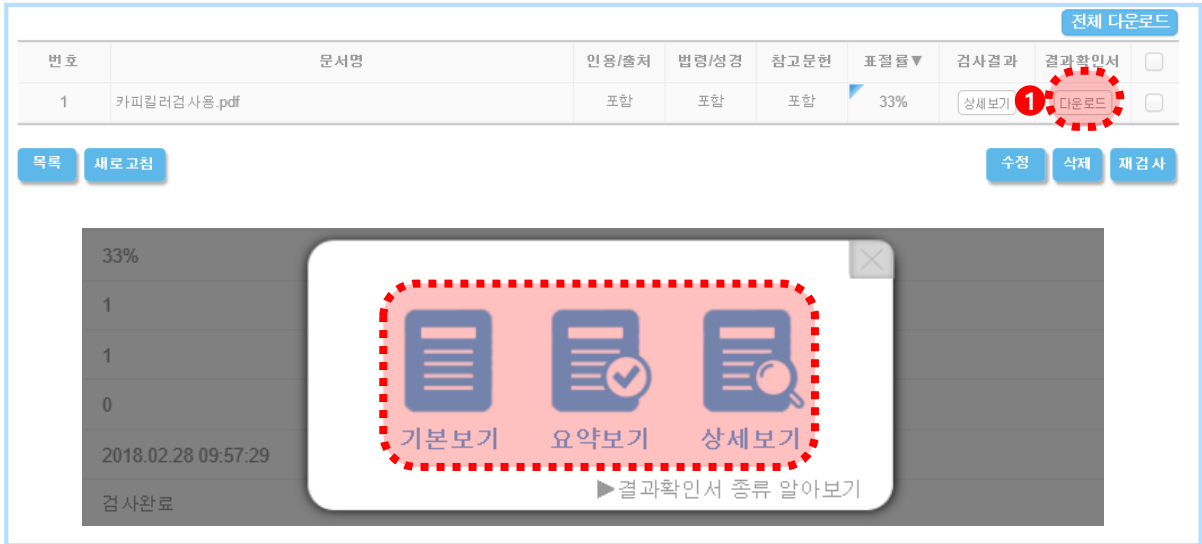 전체 다운로드
번호 문서명 인용/출처 법령/성경 참고문헌 표절률▼ 검사결과 결과확인서
1 카피킬러검사용.pdf 포함 포함 포함 33% 상세보기 1 다운로드
목록 새로고침 수정 삭제 재검사
33%
1
1
0
2018.02.28 09:57:29
검사완료
기본보기 요약보기 상세보기
▶결과확인서 종류 알아보기